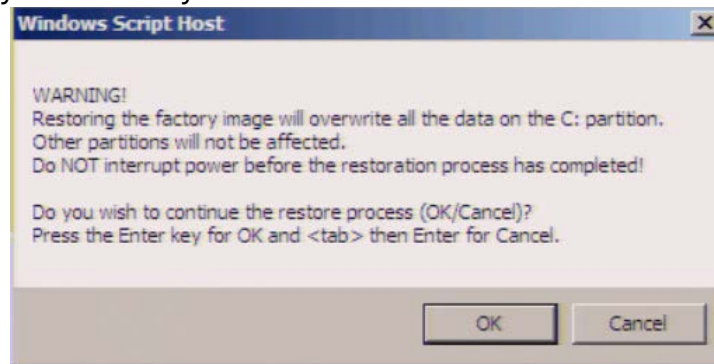 Windows Script Host
WARNING!
Restoring the factory image will overwrite all the data on the C: partition.
Other partitions will not be affected.
Do NOT interrupt power before the restoration process has completed!
Do you wish to continue the restore process (OK/Cancel)?
Press the Enter key for OK and <tab> then Enter for Cancel.
OK
Cancel